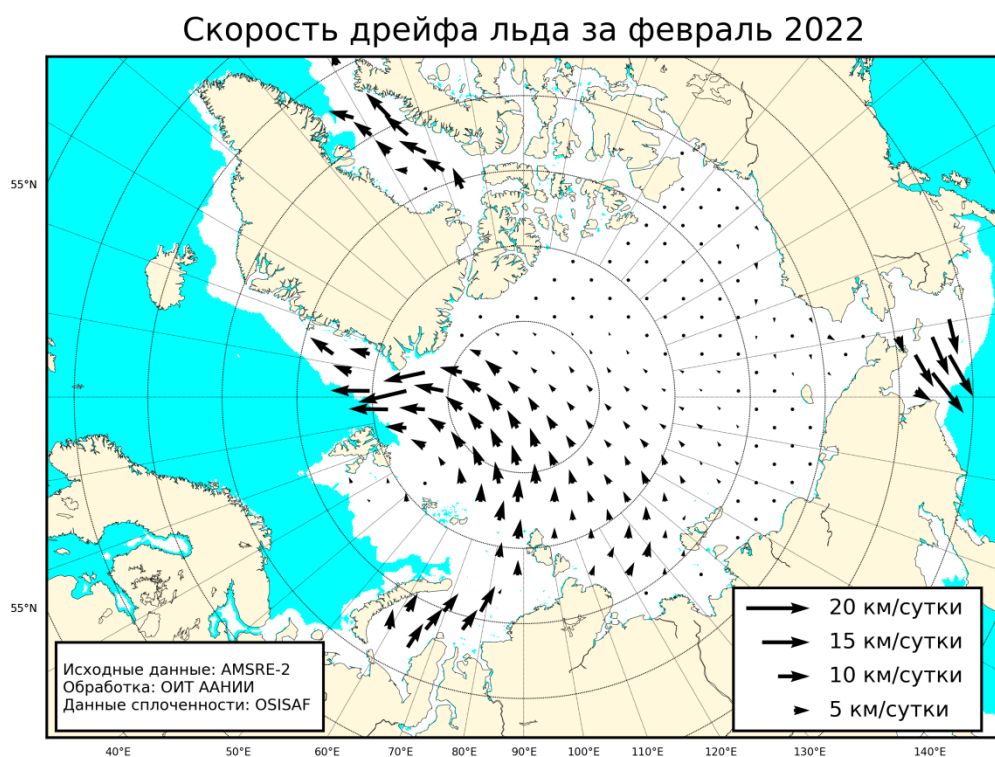 Скорость дрейфа льда за февраль 2022
55°N
55°N
20 км/сутки
15 км/сутки
10 км/сутки
5 км/сутки
Исходные данные: AMSRE-2
Обработка: ОИТ ААНИИ
Данные сплоченности: OSISAF
40°E 50°E 60°E 70°E 80°E 90°E 100°E 110°E 120°E 130°E 140°E